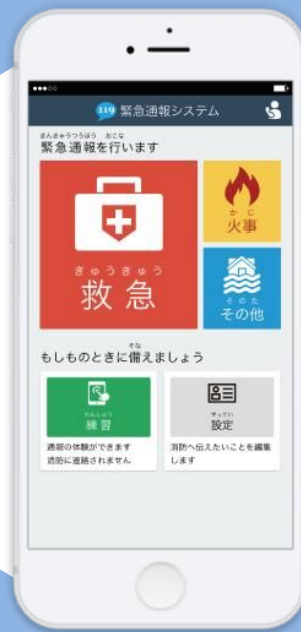 119 緊急通報システム
きんきゅうつうほう おこな
緊急通報を行います
きゅうきゅう
救急
かじ
火事
そのた
その他
そな
もしものときに備えましょう
れんしゅう
練習
せってい
設定
通報の体験ができます
消防に連絡されません
消防へ伝えたいことを編集
します